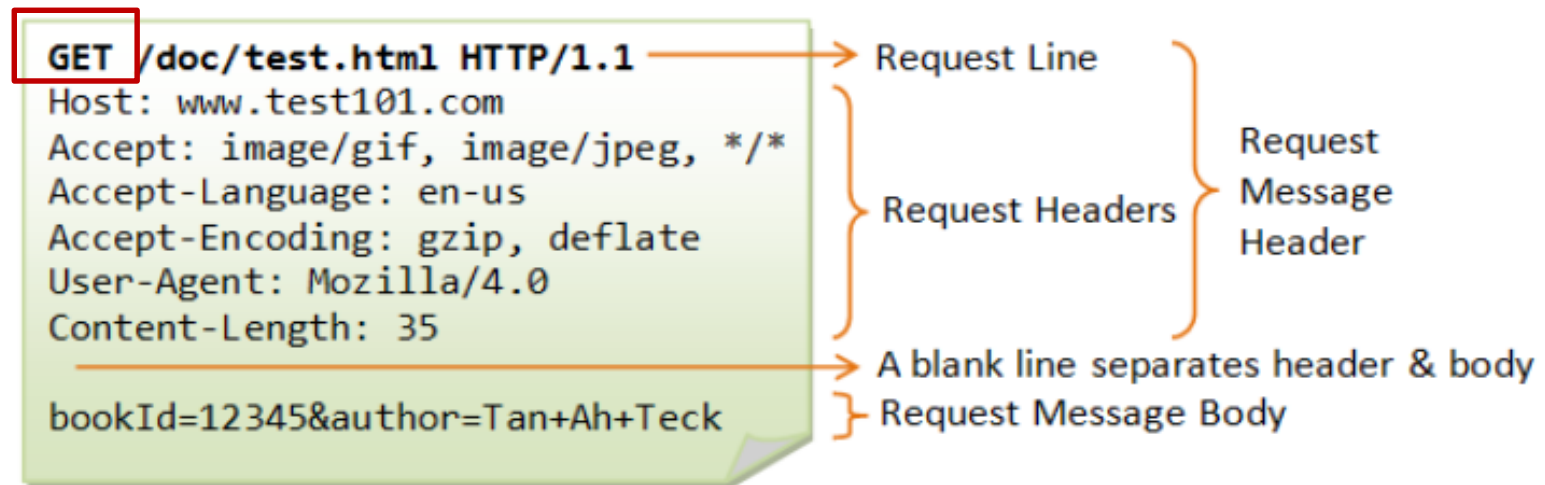 GET /doc/test.html HTTP/1.1
Host: www.test101.com
Accept: image/gif, image/jpeg, */*
Accept-Language: en-us
Accept-Encoding: gzip, deflate
User-Agent: Mozilla/4.0
Content-Length: 35
bookId=12345&author=Tan+Ah+Teck
Request Line
Request Headers
Request
Message
Header
A blank line separates header & body
Request Message Body